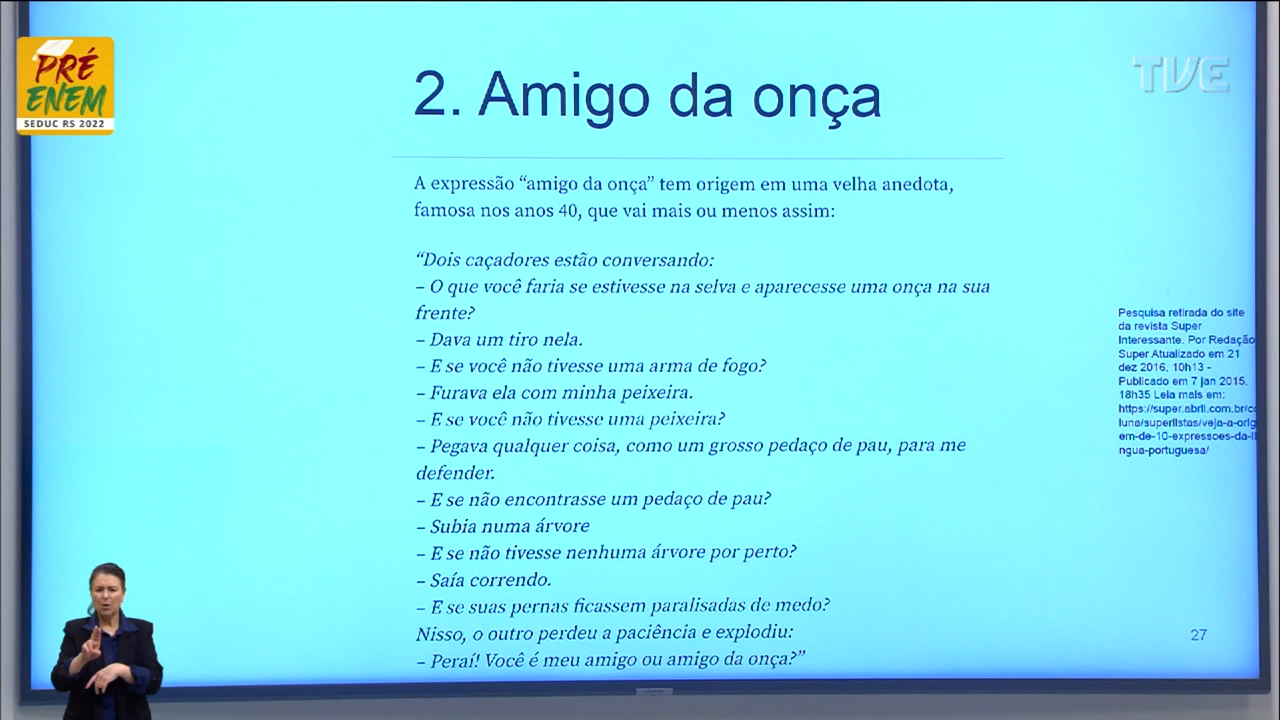 PRÉ
ENEM
SEDUC RS 2022
TVE
2. Amigo da onça
A expressão “amigo da onça” tem origem em uma velha anedota,
famosa nos anos 40, que vai mais ou menos assim:
“Dois caçadores estão conversando:
– O que você faria se estivesse na selva e aparecesse uma onça na sua
frente?
– Dava um tiro nela.
– E se você não tivesse uma arma de fogo?
– Furava ela com minha peixeira.
– E se você não tivesse uma peixeira?
– Pegava qualquer coisa, como um grosso pedaço de pau, para me
defender.
– E se não encontrasse um pedaço de pau?
– Subia numa árvore
– E se não tivesse nenhuma árvore por perto?
– Saía correndo.
– E se suas pernas ficassem paralisadas de medo?
Nisso, o outro perdeu a paciência e explodiu:
– Peraí! Você é meu amigo ou amigo da onça?”
Pesquisa retirada do site
da revista Super
Interessante. Por Redação
Super Atualizado em 21
dez 2016, 10h13 -
Publicado em 7 jan 2015,
18h35 Leia mais em:
https://super.abril.com.br/co
luna/superlistas/veja-a-orig
em-de-10-expressoes-da-li
ngua-portuguesa/
27